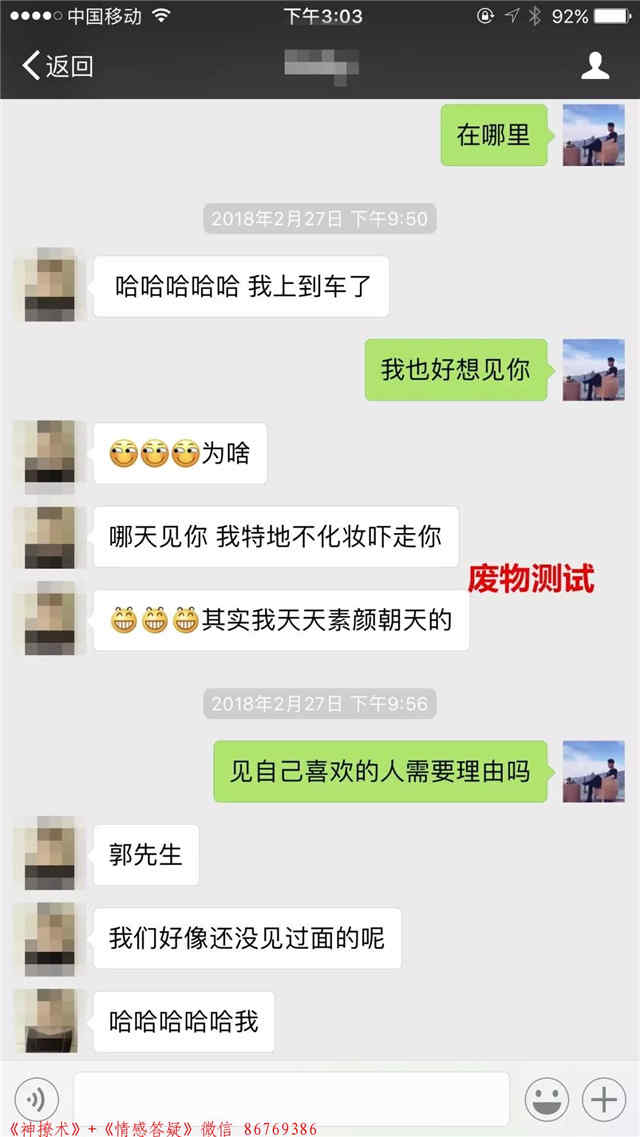 中国移动 下午3:03 92%
返回
在哪里
2018年2月27日 下午9:50
哈哈哈哈哈 我上到车了
我也好想见你
为啥
哪天见你 我特地不化妆吓走你
废物测试
其实我天天素颜朝天的
2018年2月27日 下午9:56
见自己喜欢的人需要理由吗
郭先生
我们好像还没见过面的呢
哈哈哈哈哈我
《神撩术》+《情感答疑》微信 86769386